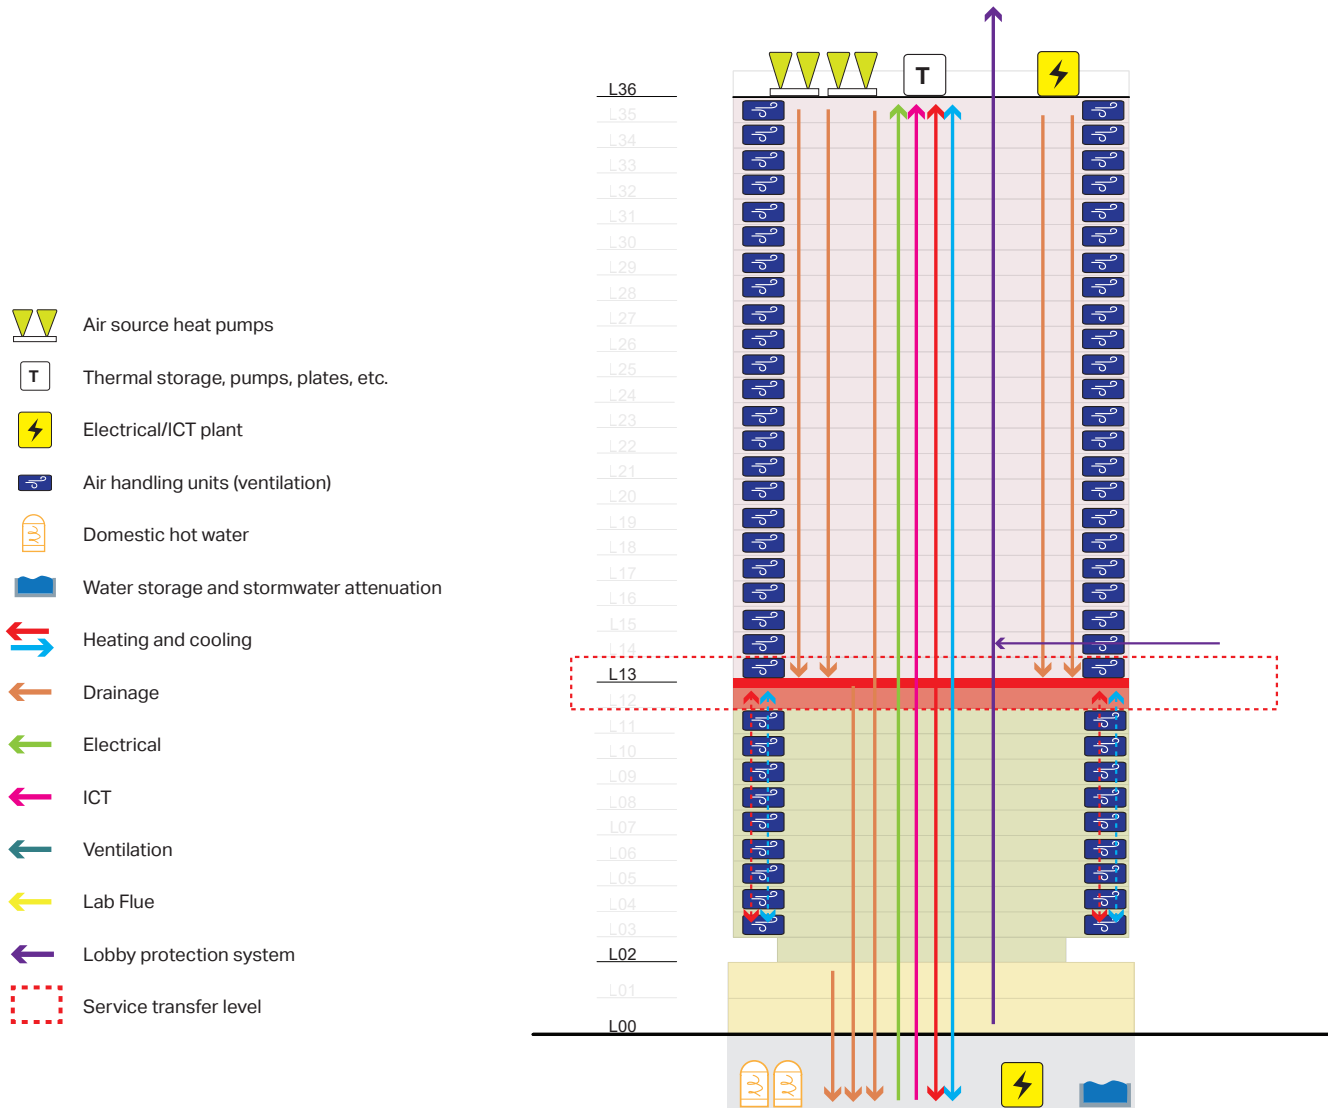 T
L36
L35
L34
L33
L32
L31
L30
L29
L28
L27
L26
L25
L24
L23
L22
L21
L20
L19
L18
L17
L16
L15
L14
L13
L12
L11
L10
L09
L08
L07
L06
L05
L04
L03
L02
L01
L00
Air source heat pumps
T
Thermal storage, pumps, plates, etc.
Electrical/ICT plant
Air handling units (ventilation)
Domestic hot water
Water storage and stormwater attenuation
Heating and cooling
Drainage
Electrical
ICT
Ventilation
Lab Flue
Lobby protection system
Service transfer level